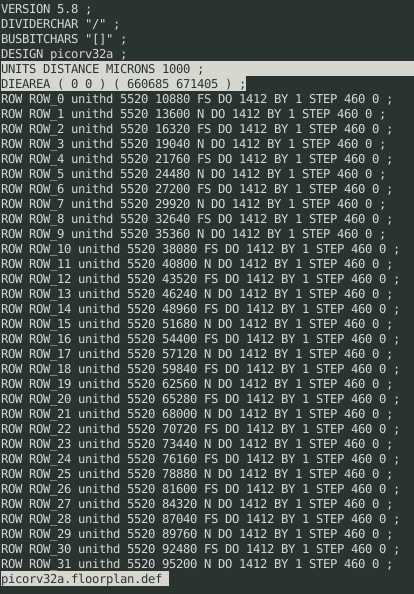 VERSION 5.8 ;
DIVIDERCHAR "/" ;
BUSBITCHARS "[]" ;
DESIGN picorv32a ;
UNITS DISTANCE MICRONS 1000 ;
DIEAREA ( 0 0 ) ( 660685 671405 ) ;
ROW ROW_0 unithd 5520 10880 FS DO 1412 BY 1 STEP 460 0 ;
ROW ROW_1 unithd 5520 13600 N DO 1412 BY 1 STEP 460 0 ;
ROW ROW_2 unithd 5520 16320 FS DO 1412 BY 1 STEP 460 0 ;
ROW ROW_3 unithd 5520 19040 N DO 1412 BY 1 STEP 460 0 ;
ROW ROW_4 unithd 5520 21760 FS DO 1412 BY 1 STEP 460 0 ;
ROW ROW_5 unithd 5520 24480 N DO 1412 BY 1 STEP 460 0 ;
ROW ROW_6 unithd 5520 27200 FS DO 1412 BY 1 STEP 460 0 ;
ROW ROW_7 unithd 5520 29920 N DO 1412 BY 1 STEP 460 0 ;
ROW ROW_8 unithd 5520 32640 FS DO 1412 BY 1 STEP 460 0 ;
ROW ROW_9 unithd 5520 35360 N DO 1412 BY 1 STEP 460 0 ;
ROW ROW_10 unithd 5520 38080 FS DO 1412 BY 1 STEP 460 0 ;
ROW ROW_11 unithd 5520 40800 N DO 1412 BY 1 STEP 460 0 ;
ROW ROW_12 unithd 5520 43520 FS DO 1412 BY 1 STEP 460 0 ;
ROW ROW_13 unithd 5520 46240 N DO 1412 BY 1 STEP 460 0 ;
ROW ROW_14 unithd 5520 48960 FS DO 1412 BY 1 STEP 460 0 ;
ROW ROW_15 unithd 5520 51680 N DO 1412 BY 1 STEP 460 0 ;
ROW ROW_16 unithd 5520 54400 FS DO 1412 BY 1 STEP 460 0 ;
ROW ROW_17 unithd 5520 57120 N DO 1412 BY 1 STEP 460 0 ;
ROW ROW_18 unithd 5520 59840 FS DO 1412 BY 1 STEP 460 0 ;
ROW ROW_19 unithd 5520 62560 N DO 1412 BY 1 STEP 460 0 ;
ROW ROW_20 unithd 5520 65280 FS DO 1412 BY 1 STEP 460 0 ;
ROW ROW_21 unithd 5520 68000 N DO 1412 BY 1 STEP 460 0 ;
ROW ROW_22 unithd 5520 70720 FS DO 1412 BY 1 STEP 460 0 ;
ROW ROW_23 unithd 5520 73440 N DO 1412 BY 1 STEP 460 0 ;
ROW ROW_24 unithd 5520 76160 FS DO 1412 BY 1 STEP 460 0 ;
ROW ROW_25 unithd 5520 78880 N DO 1412 BY 1 STEP 460 0 ;
ROW ROW_26 unithd 5520 81600 FS DO 1412 BY 1 STEP 460 0 ;
ROW ROW_27 unithd 5520 84320 N DO 1412 BY 1 STEP 460 0 ;
ROW ROW_28 unithd 5520 87040 FS DO 1412 BY 1 STEP 460 0 ;
ROW ROW_29 unithd 5520 89760 N DO 1412 BY 1 STEP 460 0 ;
ROW ROW_30 unithd 5520 92480 FS DO 1412 BY 1 STEP 460 0 ;
ROW ROW_31 unithd 5520 95200 N DO 1412 BY 1 STEP 460 0 ;
picorv32a.floorplan.def